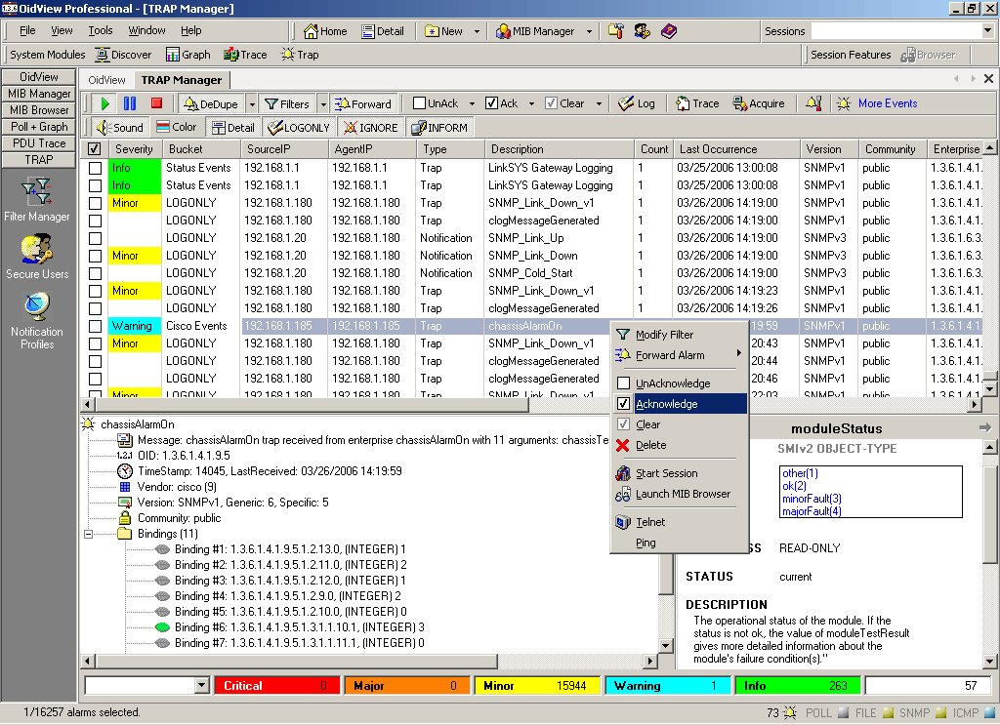 OidView Professional - [TRAP Manager]
File View Tools Window Help
Home Detail New MIB Manager Sessions
System Modules Discover Graph Trace Trap Session Features Browser
OidView
MIB Manager
MIB Browser
Poll + Graph
PDU Trace
TRAP
Filter Manager
Secure Users
Notification
Profiles
OidView TRAP Manager
DeDupe Filters Forward UnAck Ack Clear Log Trace Acquire More Events
Sound Color Detail LOGONLY IGNORE INFORM
Severity Bucket SourceIP AgentIP Type Description Count Last Occurrence Version Community Enterprise
Info Status Events 192.168.1.1 192.168.1.1 Trap LinkSYS Gateway Logging 1 03/25/2006 13:00:08 SNMPv1 public 1.3.6.1.4.1.
Info Status Events 192.168.1.1 192.168.1.1 Trap LinkSYS Gateway Logging 1 03/25/2006 13:00:08 SNMPv1 public 1.3.6.1.4.1.
Minor LOGONLY 192.168.1.180 192.168.1.180 Trap SNMP_Link_Down_v1 1 03/26/2006 14:19:00 SNMPv1 public 1.3.6.1.4.1.
LOGONLY 192.168.1.180 192.168.1.180 Trap clogMessageGenerated 1 03/26/2006 14:19:00 SNMPv1 public 1.3.6.1.4.1.
LOGONLY 192.168.1.20 192.168.1.180 Notification SNMP_Link_Up 1 03/26/2006 14:19:00 SNMPv3 public 1.3.6.1.6.3.
Minor LOGONLY 192.168.1.20 192.168.1.180 Notification SNMP_Link_Down 1 03/26/2006 14:19:00 SNMPv3 public 1.3.6.1.6.3.
LOGONLY 192.168.1.20 192.168.1.180 Notification SNMP_Cold_Start 1 03/26/2006 14:19:00 SNMPv3 public 1.3.6.1.6.3.
Minor LOGONLY 192.168.1.180 192.168.1.180 Trap SNMP_Link_Down_v1 1 03/26/2006 14:19:23 SNMPv1 public 1.3.6.1.4.1.
LOGONLY 192.168.1.180 192.168.1.180 Trap clogMessageGenerated 1 03/26/2006 14:19:26 SNMPv1 public 1.3.6.1.4.1.
Warning Cisco Events 192.168.1.185 192.168.1.185 Trap chassisAlarmOn 19:59 SNMPv1 public 1.3.6.1.4.1.
Minor LOGONLY 192.168.1.180 192.168.1.180 Trap SNMP_Link_Down_v1 20:43 SNMPv1 public 1.3.6.1.4.1.
LOGONLY 192.168.1.180 192.168.1.180 Trap clogMessageGenerated 20:44 SNMPv1 public 1.3.6.1.4.1.
LOGONLY 192.168.1.180 192.168.1.180 Trap clogMessageGenerated 20:46 SNMPv1 public 1.3.6.1.4.1.
Minor LOGONLY 192.168.1.180 192.168.1.180 Trap SNMP_Link_Down_v1 22:03 SNMPv1 public 1.3.6.1.4.1.
Modify Filter
Forward Alarm
UnAcknowledge
Acknowledge
Clear
Delete
Start Session
Launch MIB Browser
Telnet
Ping
chassisAlarmOn
Message: chassisAlarmOn trap received from enterprise chassisAlarmOn with 11 arguments: chassisTe
1.2.1 OID: 1.3.6.1.4.1.9.5
TimeStamp: 14045, LastReceived: 03/26/2006 14:19:59
Vendor: cisco (9)
Version: SNMPv1, Generic: 6, Specific: 5
Community: public
Bindings (11)
Binding #1: 1.3.6.1.4.1.9.5.1.2.13.0, (INTEGER) 1
Binding #2: 1.3.6.1.4.1.9.5.1.2.11.0, (INTEGER) 2
Binding #3: 1.3.6.1.4.1.9.5.1.2.12.0, (INTEGER) 1
Binding #4: 1.3.6.1.4.1.9.5.1.2.9.0, (INTEGER) 2
Binding #5: 1.3.6.1.4.1.9.5.1.2.10.0, (INTEGER) 0
Binding #6: 1.3.6.1.4.1.9.5.1.3.1.1.10.1, (INTEGER) 3
Binding #7: 1.3.6.1.4.1.9.5.1.3.1.1.11.1, (INTEGER) 0
moduleStatus
SMIv2 OBJECT-TYPE
other(1)
ok(2)
minorFault(3)
majorFault(4)
SS READ-ONLY
STATUS current
DESCRIPTION
The operational status of the module. If the
status is not ok, the value of moduleTestResult
gives more detailed information about the
module's failure condition(s)."
Critical 0 Major 0 Minor 15944 Warning 1 Info 263 57
1/16257 alarms selected. 73 POLL FILE SNMP ICMP